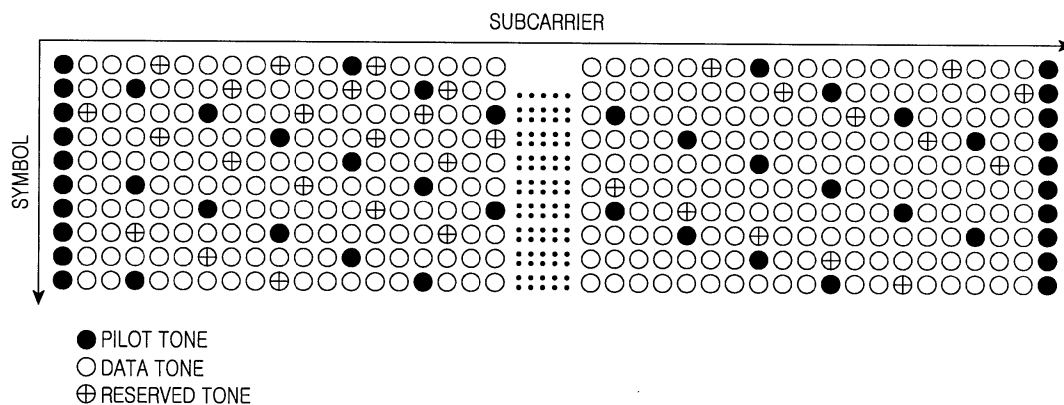 SUBCARRIER
SYMBOL
PILOT TONE
DATA TONE
RESERVED TONE